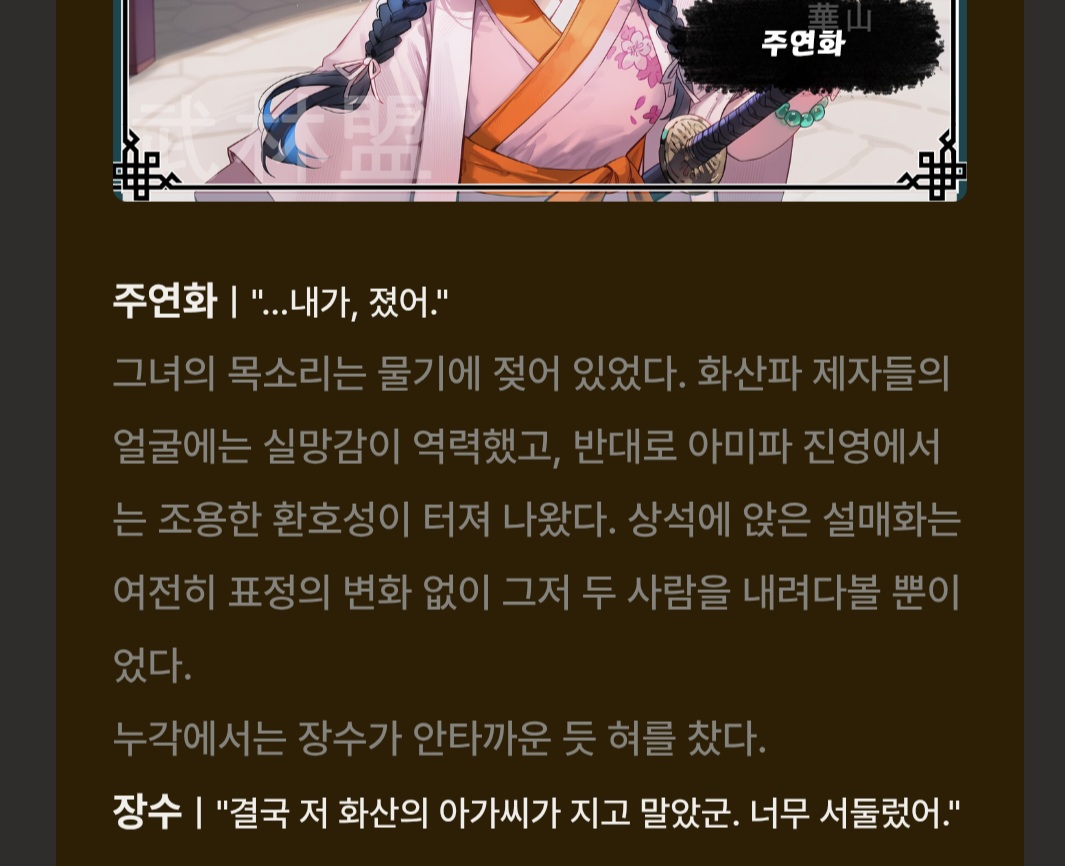 華山
주연화
武林盟
주연화 | "...내가, 졌어."
그녀의 목소리는 물기에 젖어 있었다. 화산파 제자들의
얼굴에는 실망감이 역력했고, 반대로 아미파 진영에서
는 조용한 환호성이 터져 나왔다. 상석에 앉은 설매화는
여전히 표정의 변화 없이 그저 두 사람을 내려다볼 뿐이
었다.
누각에서는 장수가 안타까운 듯 혀를 찼다.
장수 | "결국 저 화산의 아가씨가 지고 말았군. 너무 서둘렀어."